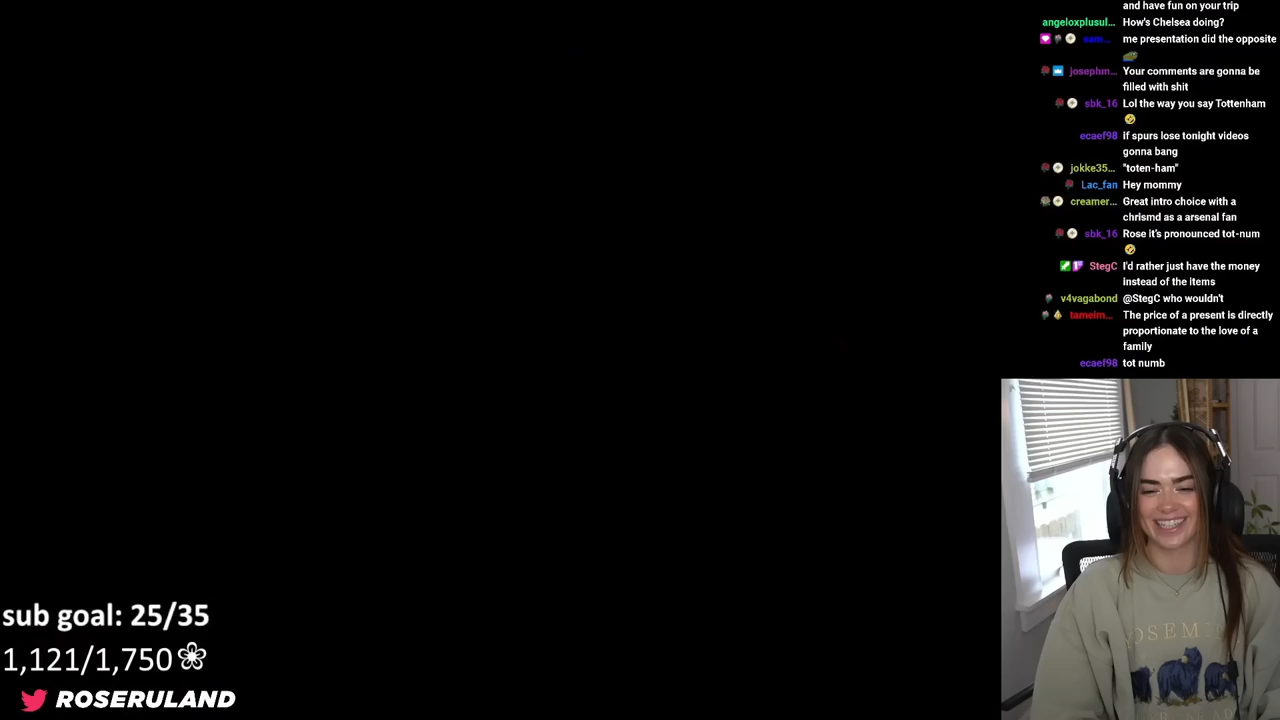 and have fun on your trip
angeloxplusul... How's Chelsea doing?
sam... me presentation did the opposite
josephm... Your comments are gonna be
filled with shit
sbk_16 Lol the way you say Tottenham
ecaef98 if spurs lose tonight videos
gonna bang
jokke35... "toten-ham"
Lac_fan Hey mommy
creamer... Great intro choice with a
chrismd as a arsenal fan
sbk_16 Rose it's pronounced tot-num
StegC I'd rather just have the money
instead of the items
v4vagabond @StegC who wouldn't
tameim... The price of a present is directly
proportionate to the love of a
family
ecaef98 tot numb
sub goal: 25/35
1,121/1,750
ROSERULAND